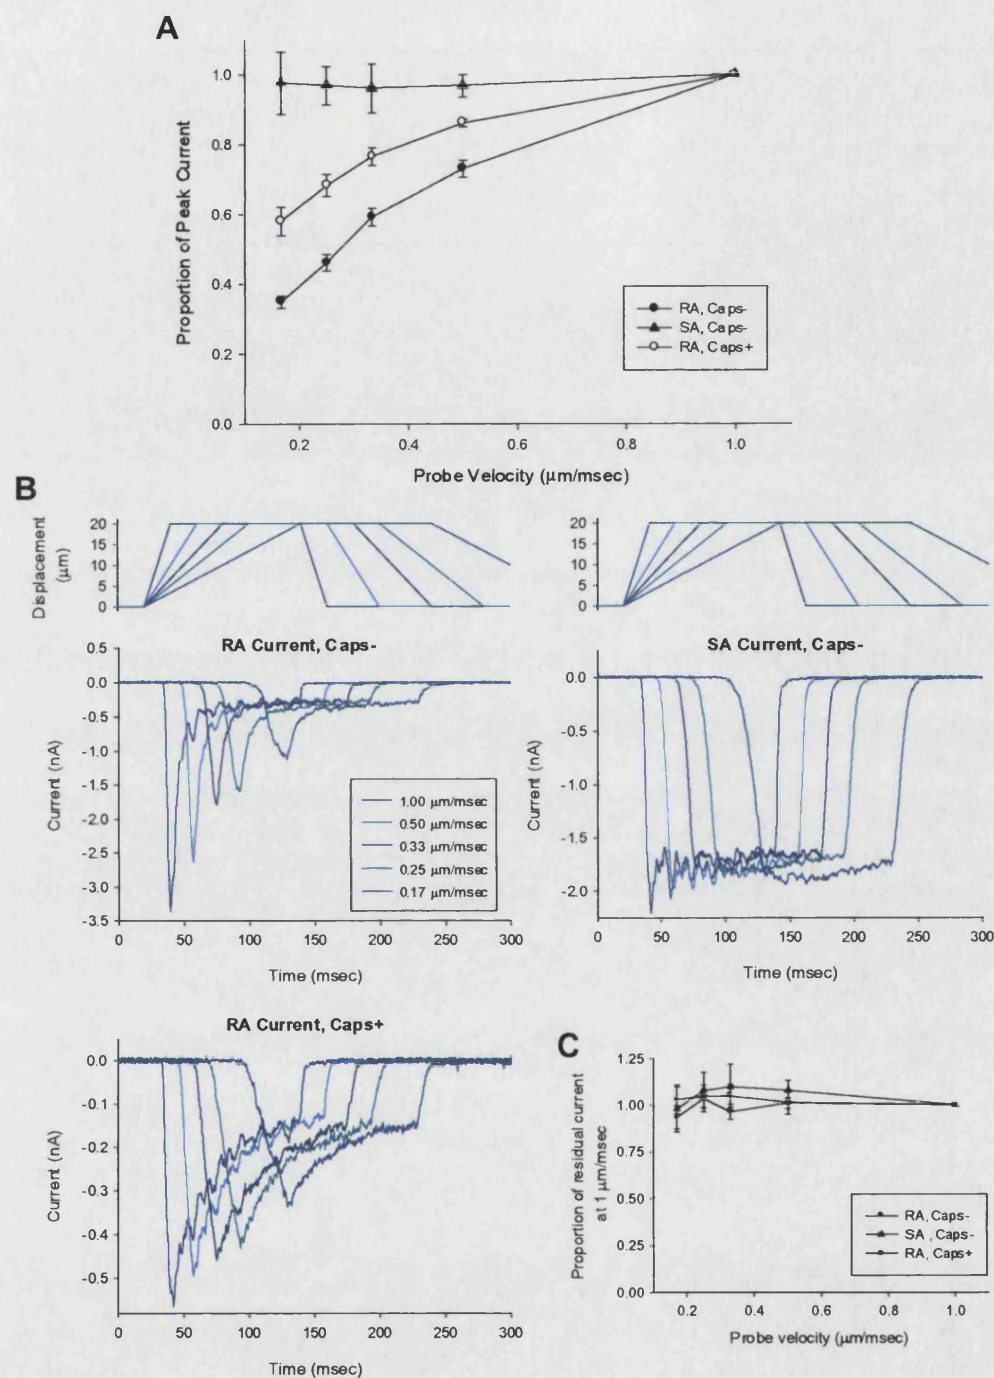 A
Proportion of Peak Current
1.0
0.8
0.6
0.4
0.2
0.0
RA, Caps-
SA, Caps-
RA, Caps+
0.2 0.4 0.6 0.8 1.0
Probe Velocity (μm/msec)
B
Displacement
(μm)
20
15
10
5
0
20
15
10
5
0
RA Current, Caps-
Current (nA)
0.5
0.0
-0.5
-1.0
-1.5
-2.0
-2.5
-3.0
-3.5
1.00 μm/msec
0.50 μm/msec
0.33 μm/msec
0.25 μm/msec
0.17 μm/msec
0 50 100 150 200 250 300
Time (msec)
SA Current, Caps-
Current (nA)
0.0
-0.5
-1.0
-1.5
-2.0
0 50 100 150 200 250 300
Time (msec)
RA Current, Caps+
Current (nA)
0.0
-0.1
-0.2
-0.3
-0.4
-0.5
0 50 100 150 200 250 300
Time (msec)
C
Proportion of residual current
at 1 μm/msec
1.25
1.00
0.75
0.50
0.25
0.00
RA, Caps-
SA , Caps-
RA, Caps+
0.2 0.4 0.6 0.8 1.0
Probe velocity (μm/msec)